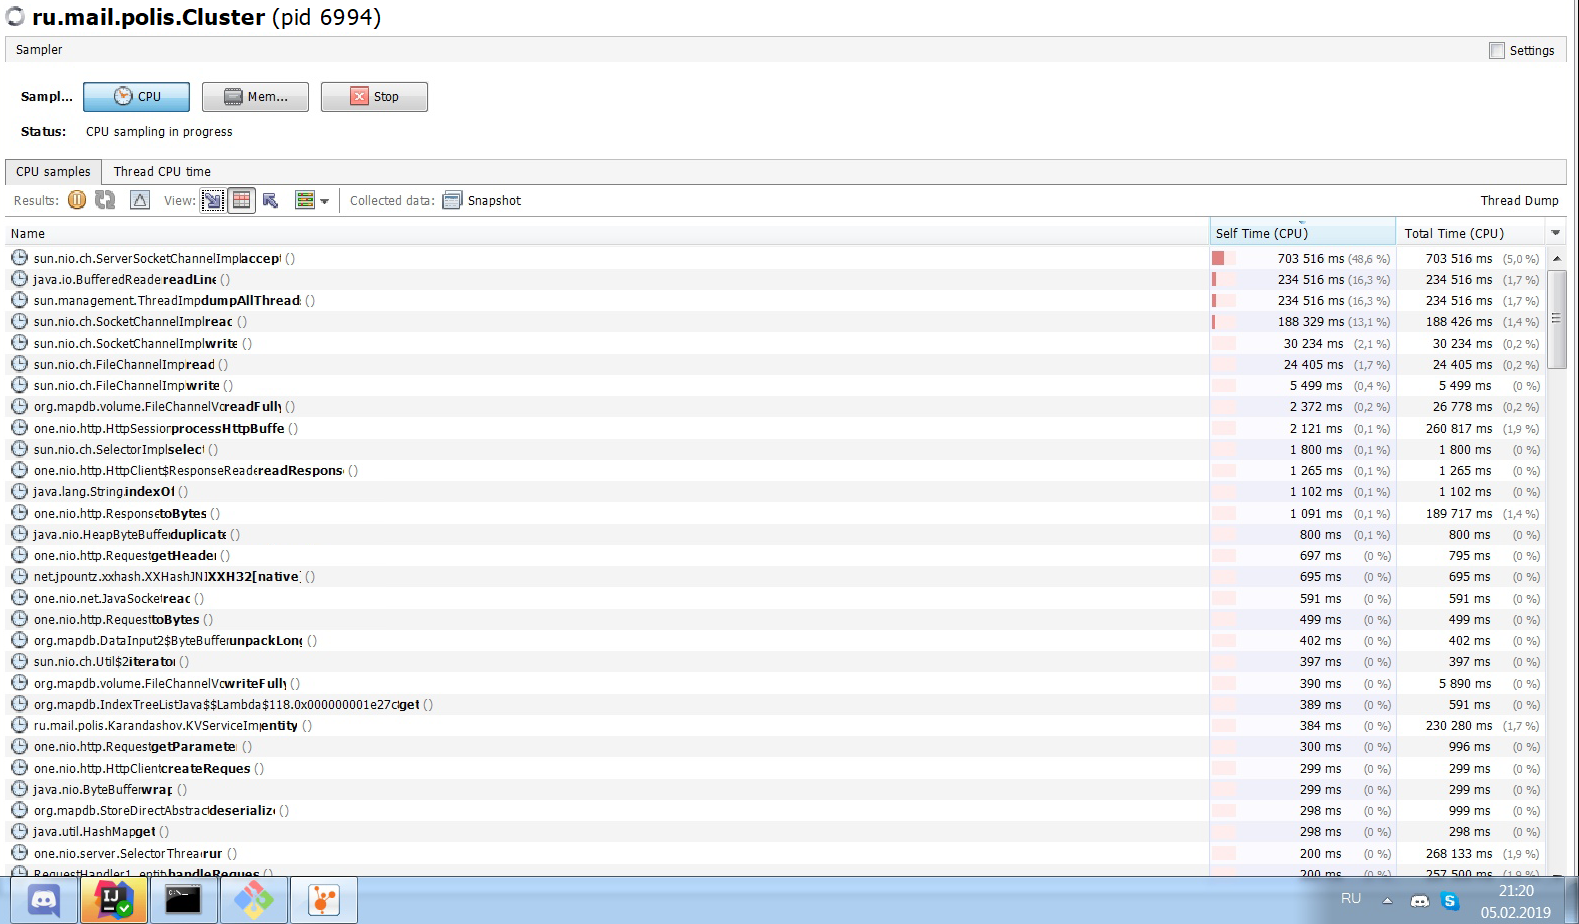 ru.mail.polis.Cluster (pid 6994)
Sampler Settings
Sampl... CPU Mem... Stop
Status: CPU sampling in progress
CPU samples Thread CPU time
Results: View: Collected data: Snapshot Thread Dump
Name Self Time (CPU) Total Time (CPU)
sun.nio.ch.ServerSocketChannelImplaccept () 703 516 ms (48,6 %) 703 516 ms (5,0 %)
java.io.BufferedReadereadLine () 234 516 ms (16,3 %) 234 516 ms (1,7 %)
sun.management.ThreadImpdumpAllThread: () 234 516 ms (16,3 %) 234 516 ms (1,7 %)
sun.nio.ch.SocketChannelImplread () 188 329 ms (13,1 %) 188 426 ms (1,4 %)
sun.nio.ch.SocketChannelImplwrite () 30 234 ms (2,1 %) 30 234 ms (0,2 %)
sun.nio.ch.FileChannelImpread () 24 405 ms (1,7 %) 24 405 ms (0,2 %)
sun.nio.ch.FileChannelImpwrite () 5 499 ms (0,4 %) 5 499 ms (0 %)
org.mapdb.volume.FileChannelVoreadFully () 2 372 ms (0,2 %) 26 778 ms (0,2 %)
one.nio.http.HttpSessionprocessHttpBuffe () 2 121 ms (0,1 %) 260 817 ms (1,9 %)
sun.nio.ch.SelectorImplselect () 1 800 ms (0,1 %) 1 800 ms (0 %)
one.nio.http.HttpClient$ResponseReadereadRespons () 1 265 ms (0,1 %) 1 265 ms (0 %)
java.lang.String.indexOf () 1 102 ms (0,1 %) 1 102 ms (0 %)
one.nio.http.ResponsetoBytes () 1 091 ms (0,1 %) 189 717 ms (1,4 %)
java.nio.HeapByteBufferduplicate () 800 ms (0,1 %) 800 ms (0 %)
one.nio.http.RequestgetHeader () 697 ms (0 %) 795 ms (0 %)
net.jpountz.xxhash.XXHashJNIXXH32[native] () 695 ms (0 %) 695 ms (0 %)
one.nio.net.JavaSocketread () 591 ms (0 %) 591 ms (0 %)
one.nio.http.RequesttoBytes () 499 ms (0 %) 499 ms (0 %)
org.mapdb.DataInput2$ByteBufferunpackLong () 402 ms (0 %) 402 ms (0 %)
sun.nio.ch.Util$2iterator () 397 ms (0 %) 397 ms (0 %)
org.mapdb.volume.FileChannelVowriteFully () 390 ms (0 %) 5 890 ms (0 %)
org.mapdb.IndexTreeListJava$$Lambda$118.0x000000001e27clget () 389 ms (0 %) 591 ms (0 %)
ru.mail.polis.Karandashov.KVServiceImpentity () 384 ms (0 %) 230 280 ms (1,7 %)
one.nio.http.RequestgetParamete () 300 ms (0 %) 996 ms (0 %)
one.nio.http.HttpClientcreateReques () 299 ms (0 %) 299 ms (0 %)
java.nio.ByteBufferwrap () 299 ms (0 %) 299 ms (0 %)
org.mapdb.StoreDirectAbstractdeserialize () 298 ms (0 %) 999 ms (0 %)
java.util.HashMapget () 298 ms (0 %) 298 ms (0 %)
one.nio.server.SelectorThrearun () 200 ms (0 %) 268 133 ms (1,9 %)
RequestHandler1_entityhandleReques () 200 ms (0 %) 257 500 ms (1,9 %)
RU 21:20
05.02.2019